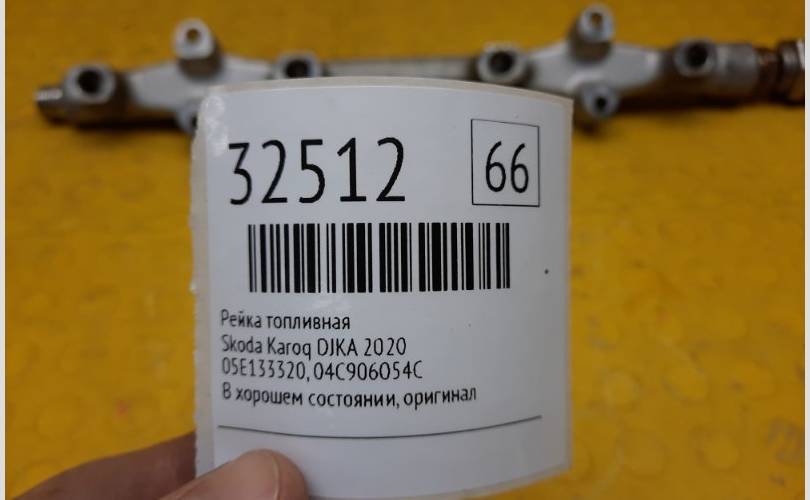 32512 66
Рейка топливная
Skoda Karoq DJKA 2020
05E133320, 04C906054C
В хорошем состоянии, оригинал